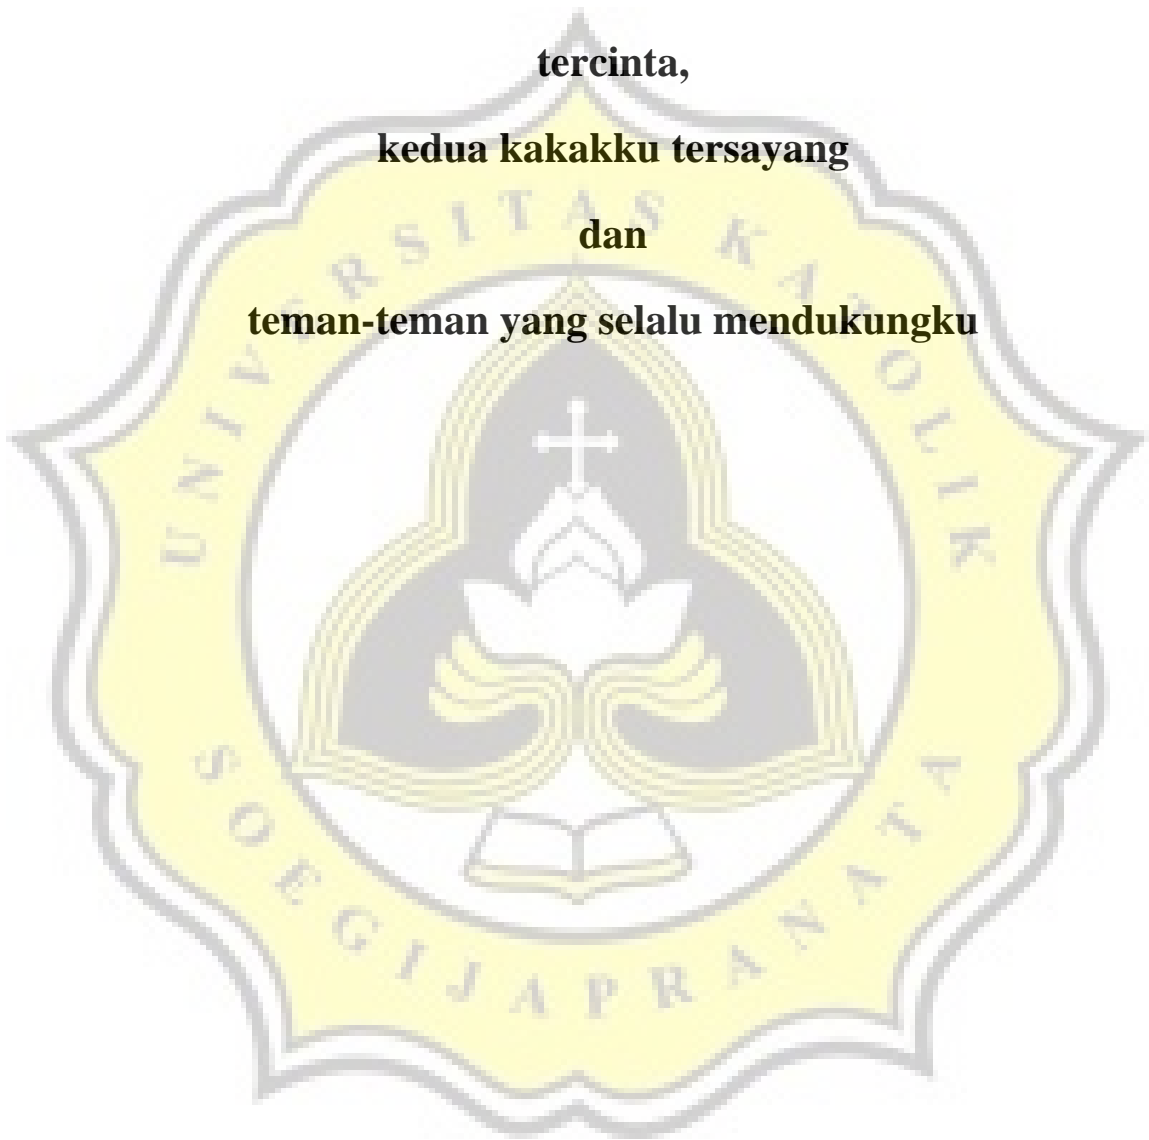 tercinta,
kedua kakakku tersayang
dan
teman-teman yang selalu mendukungku
UNIVERSITAS KATOLIK
SOEGIJAPRANATA